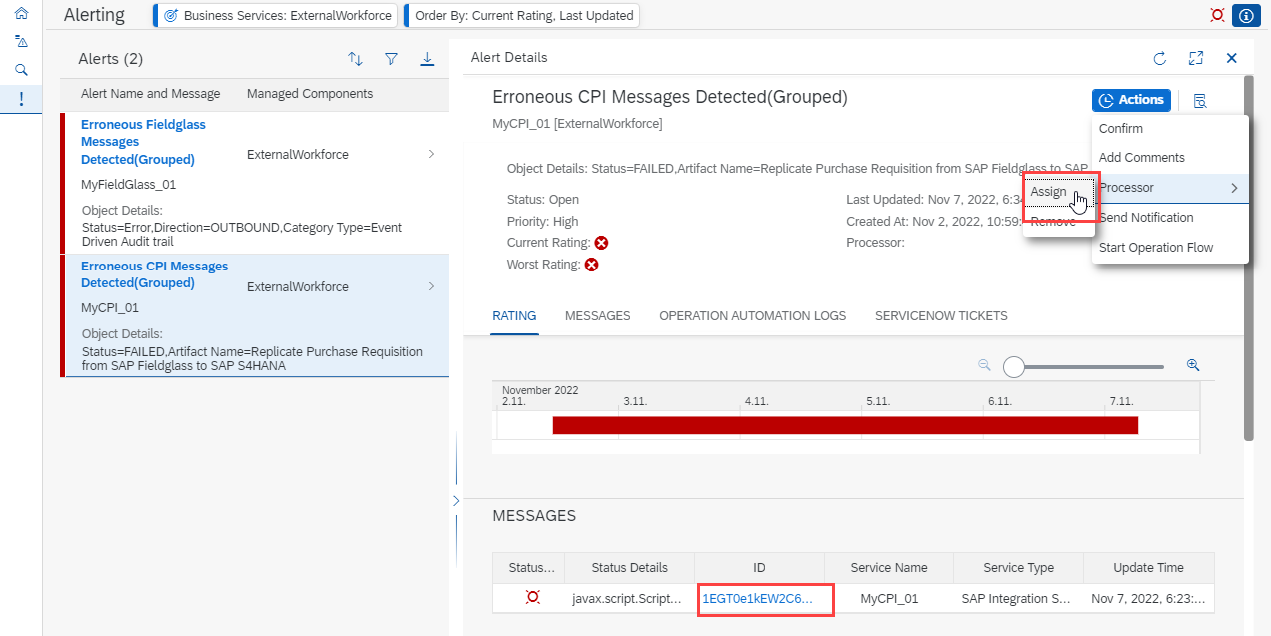 Alerting
Business Services: ExternalWorkforce
Order By: Current Rating, Last Updated
Alerts (2)
Alert Name and Message
Managed Components
Erroneous Fieldglass
Messages
Detected(Grouped)
ExternalWorkforce
MyFieldGlass_01
Object Details:
Status=Error,Direction=OUTBOUND,Category Type=Event
Driven Audit trail
Erroneous CPI Messages
Detected(Grouped)
ExternalWorkforce
MyCPI_01
Object Details:
Status=FAILED,Artifact Name=Replicate Purchase Requisition
from SAP Fieldglass to SAP S4HANA
Alert Details
Erroneous CPI Messages Detected(Grouped)
MyCPI_01 [ExternalWorkforce]
Actions
Confirm
Add Comments
Processor
Send Notification
Start Operation Flow
Assign
Remove
Object Details: Status=FAILED,Artifact Name=Replicate Purchase Requisition from SAP Fieldglass to SAP
Status: Open
Priority: High
Current Rating:
Worst Rating:
Last Updated: Nov 7, 2022, 6:34
Created At: Nov 2, 2022, 10:59:
Processor:
RATING
MESSAGES
OPERATION AUTOMATION LOGS
SERVICENOW TICKETS
November 2022
2.11. 3.11. 4.11. 5.11. 6.11. 7.11.
MESSAGES
Status... Status Details ID Service Name Service Type Update Time
javax.script.Script... 1EGT0e1kEW2C6... MyCPI_01 SAP Integration S... Nov 7, 2022, 6:23:...